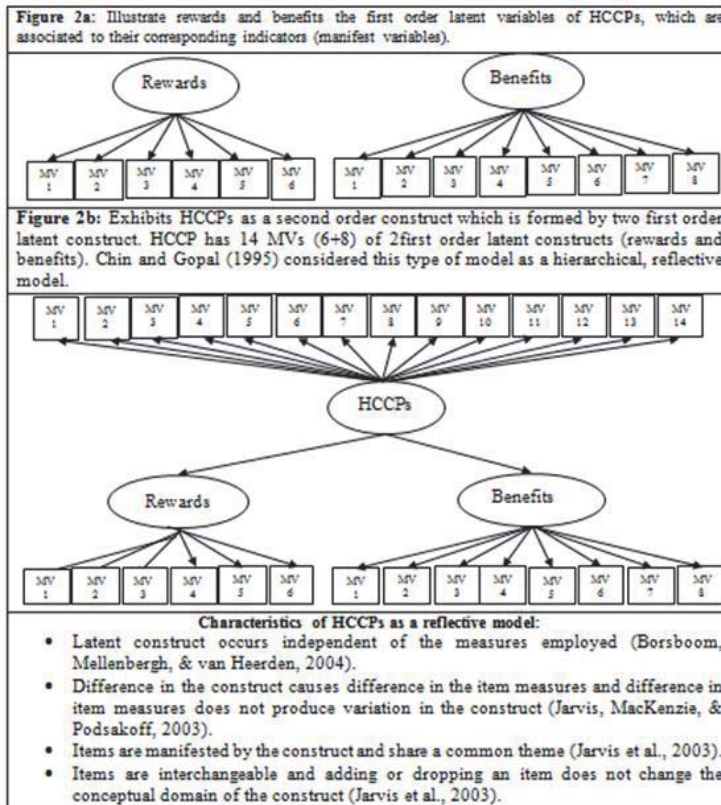 Figure 2a: Illustrate rewards and benefits the first order latent variables of HCCPs, which are
associated to their corresponding indicators (manifest variables).
Rewards Benefits
MV 1 MV 2 MV 3 MV 4 MV 5 MV 6 MV 1 MV 2 MV 3 MV 4 MV 5 MV 6 MV 7 MV 8
Figure 2b: Exhibits HCCPs as a second order construct which is formed by two first order
latent construct. HCCP has 14 MVs (6+8) of 2first order latent constructs (rewards and
benefits). Chin and Gopal (1995) considered this type of model as a hierarchical, reflective
model.
MV 1 MV 2 MV 3 MV 4 MV 5 MV 6 MV 7 MV 8 MV 9 MV 10 MV 11 MV 12 MV 13 MV 14
HCCPs
Rewards Benefits
MV 1 MV 2 MV 3 MV 4 MV 5 MV 6 MV 1 MV 2 MV 3 MV 4 MV 5 MV 6 MV 7 MV 8
Characteristics of HCCPs as a reflective model:
• Latent construct occurs independent of the measures employed (Borsboom,
Mellenbergh, & van Heerden, 2004).
• Difference in the construct causes difference in the item measures and difference in
item measures does not produce variation in the construct (Jarvis, MacKenzie, &
Podsakoff, 2003).
• Items are manifested by the construct and share a common theme (Jarvis et al., 2003).
• Items are interchangeable and adding or dropping an item does not change the
conceptual domain of the construct (Jarvis et al., 2003).